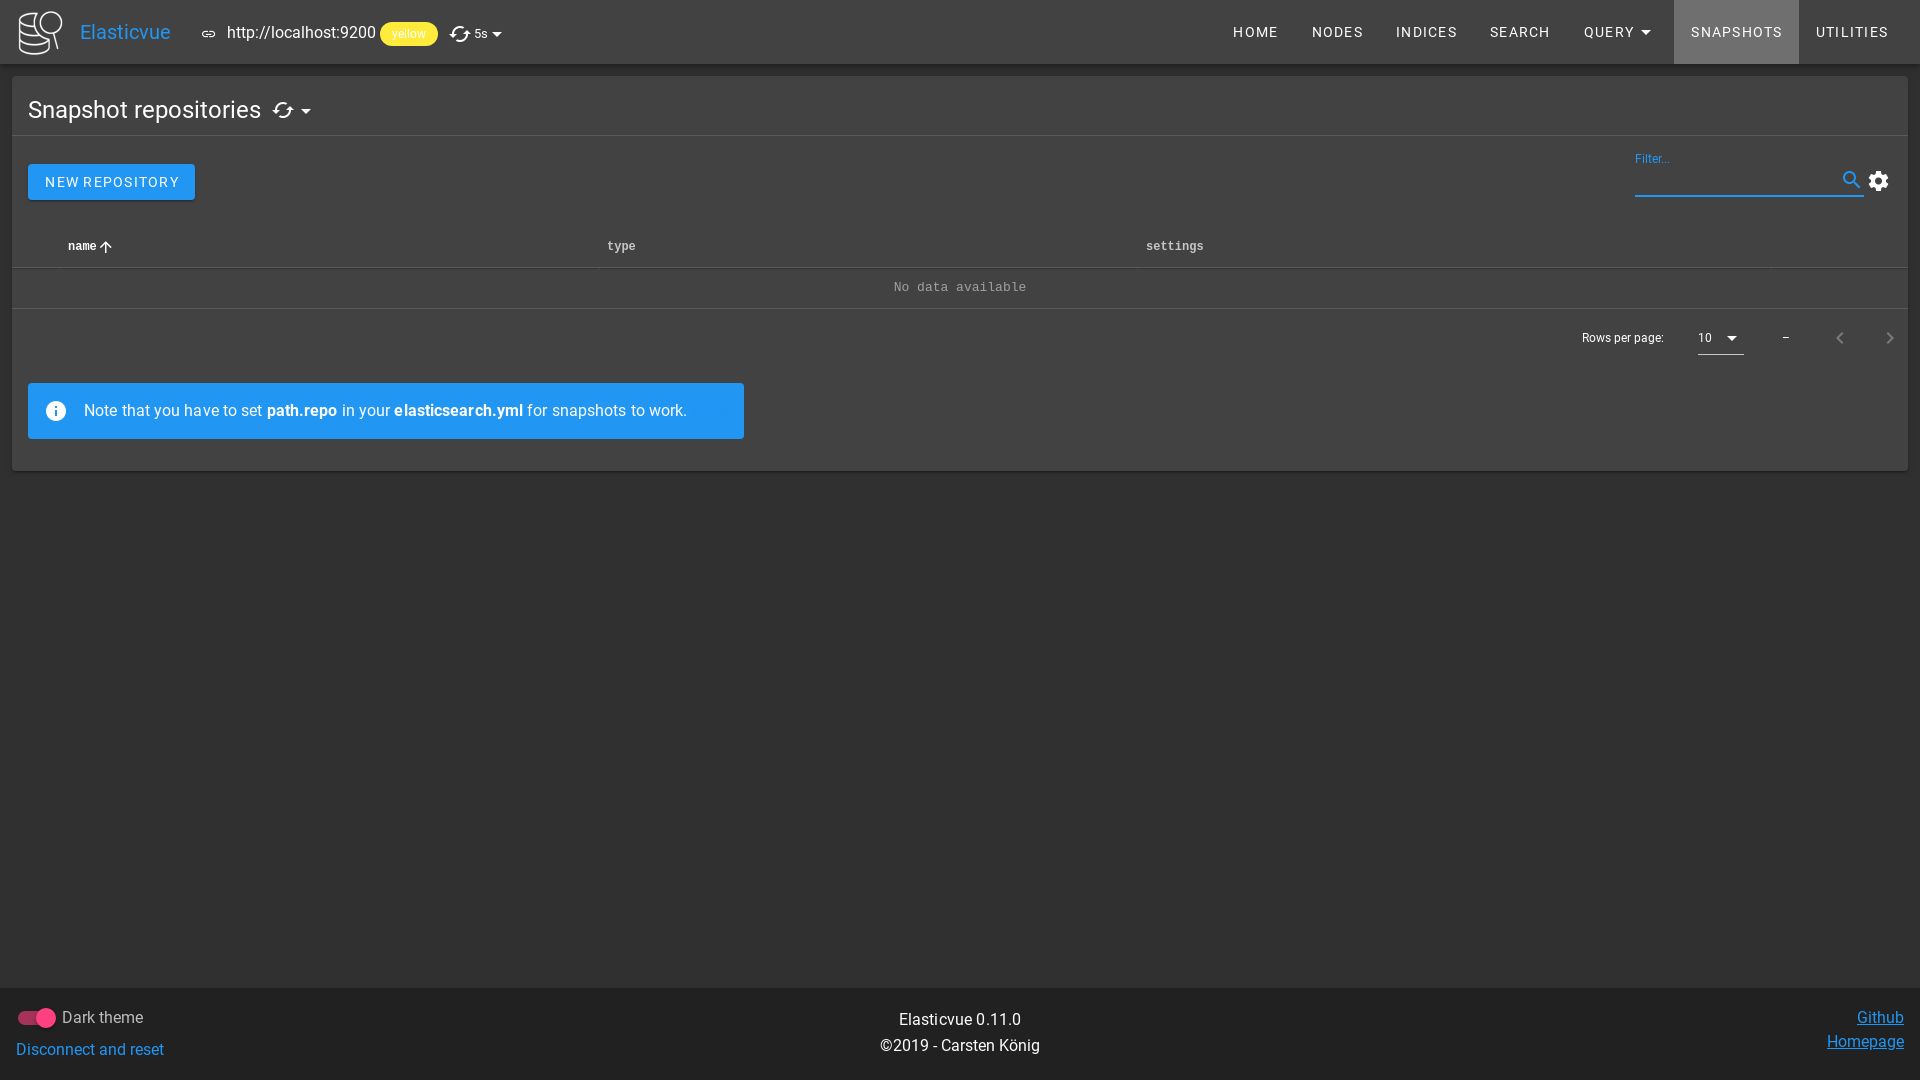 Elasticvue http://localhost:9200 yellow 5s HOME NODES INDICES SEARCH QUERY SNAPSHOTS UTILITIES
Snapshot repositories
NEW REPOSITORY
Filter...
name type settings
No data available
Rows per page: 10 –
Note that you have to set path.repo in your elasticsearch.yml for snapshots to work.
Dark theme
Disconnect and reset
Elasticvue 0.11.0
©2019 - Carsten König
Github
Homepage